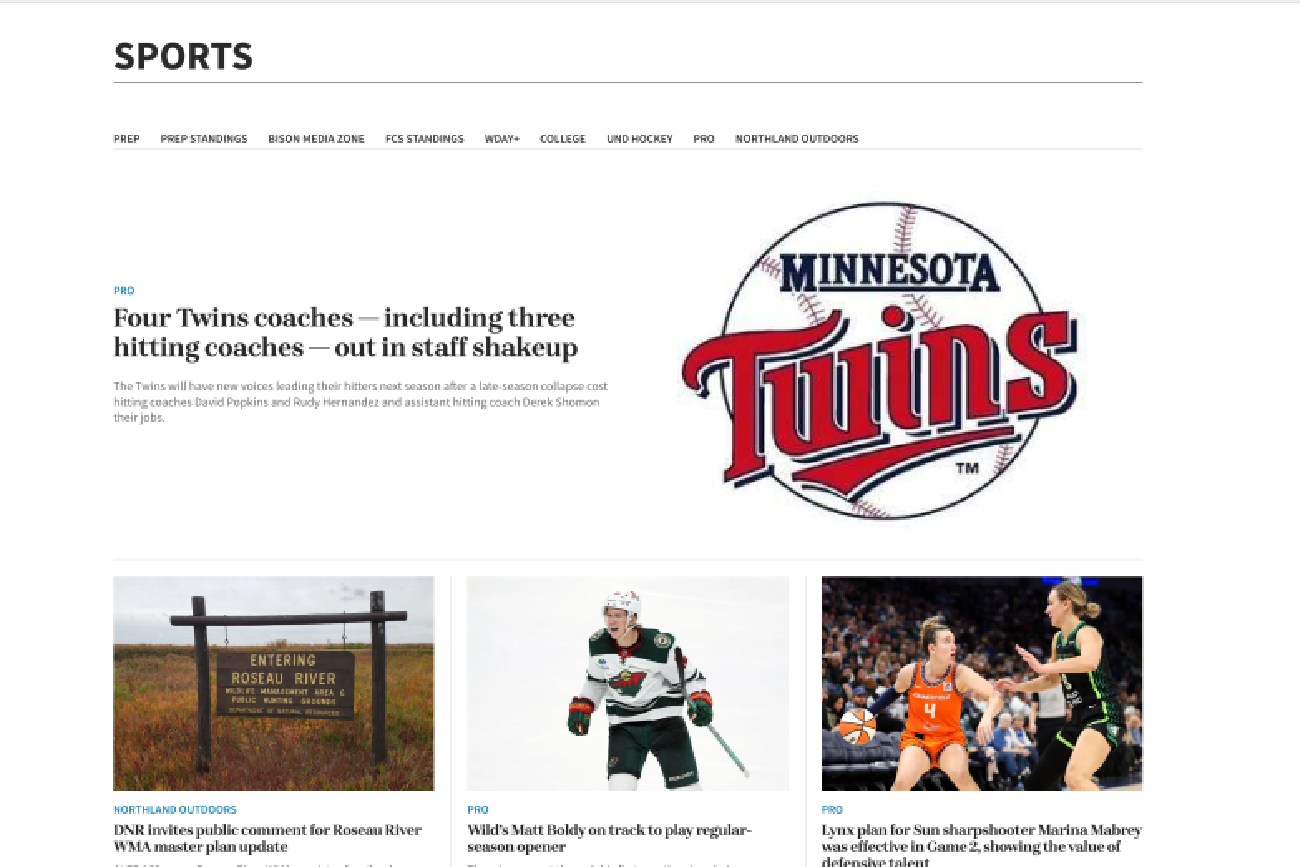 SPORTS
PREP PREP STANDINGS BISON MEDIA ZONE FCS STANDINGS WDAY+ COLLEGE UND HOCKEY PRO NORTHLAND OUTDOORS
PRO
Four Twins coaches — including three
hitting coaches — out in staff shakeup
The Twins will have new voices leading their hitters next season after a late-season collapse cost
hitting coaches David Popkins and Rudy Hernandez and assistant hitting coach Derek Shomon
their jobs.
MINNESOTA
Twins
TM
ENTERING
ROSEAU RIVER
WILDLIFE MANAGEMENT AREA &
PUBLIC HUNTING GROUNDS
DEPARTMENT OF NATURAL RESOURCES
NORTHLAND OUTDOORS
DNR invites public comment for Roseau River
WMA master plan update
PRO
Wild's Matt Boldy on track to play regular-
season opener
CONNECTICUT
4
PRO
Lynx plan for Sun sharpshooter Marina Mabrey
was effective in Game 2, showing the value of
defensive talent